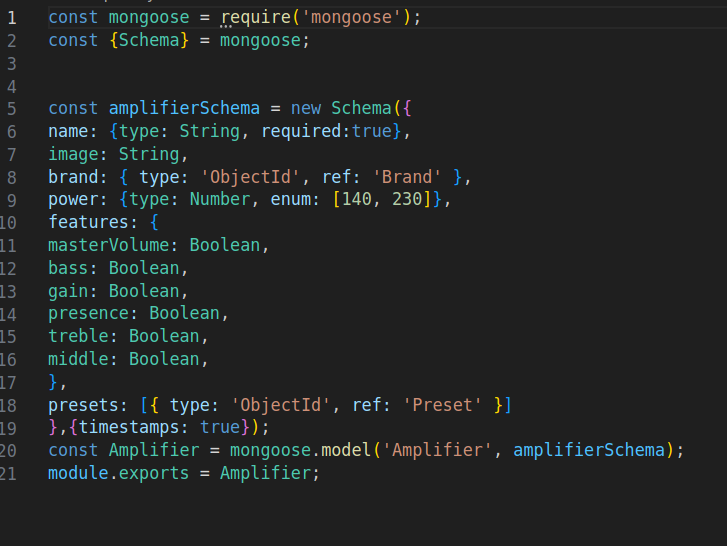 1 const mongoose = require('mongoose');
2 const {Schema} = mongoose;
3
4
5 const amplifierSchema = new Schema({
6 name: {type: String, required:true},
7 image: String,
8 brand: { type: 'ObjectId', ref: 'Brand' },
9 power: {type: Number, enum: [140, 230]},
10 features: {
11 masterVolume: Boolean,
12 bass: Boolean,
13 gain: Boolean,
14 presence: Boolean,
15 treble: Boolean,
16 middle: Boolean,
17 },
18 presets: [{ type: 'ObjectId', ref: 'Preset' }]
19 },{timestamps: true});
20 const Amplifier = mongoose.model('Amplifier', amplifierSchema);
21 module.exports = Amplifier;